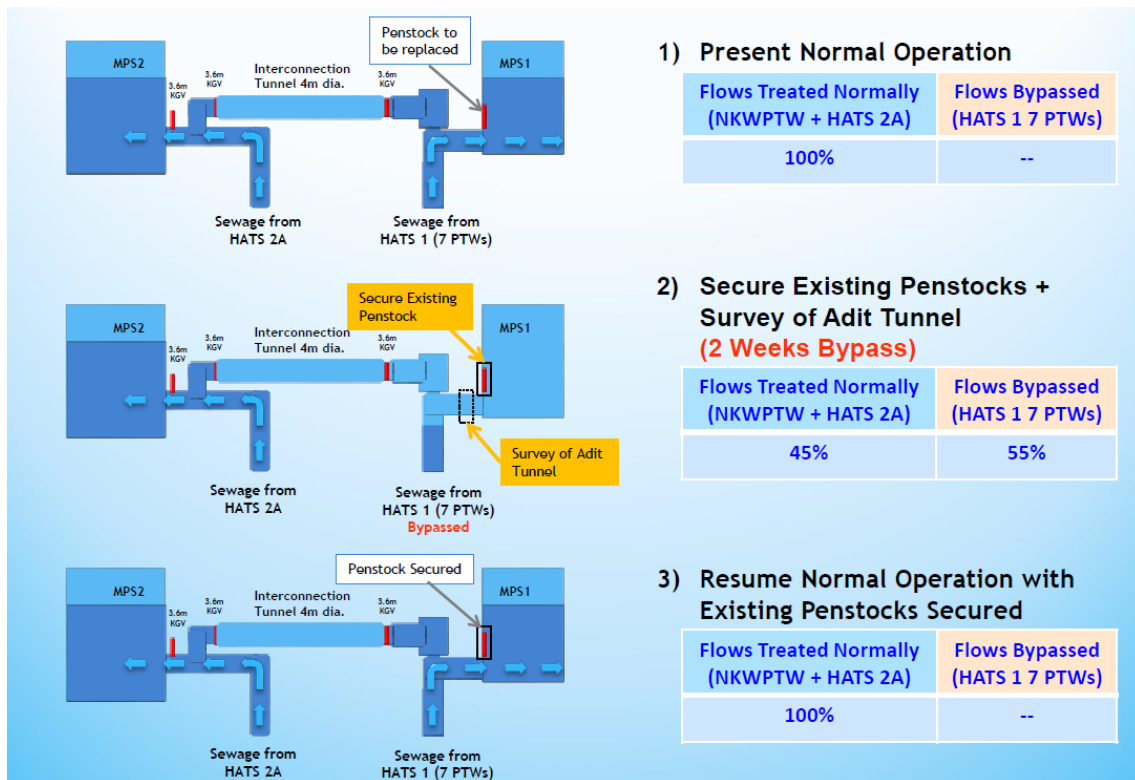 Penstock to
be replaced
MPS2
3.6m
KGV
3.6m
KGV
Interconnection
Tunnel 4m dia.
3.6m
KGV
MPS1
Sewage from
HATS 2A
Sewage from
HATS 1 (7 PTWs)
1) Present Normal Operation
Flows Treated Normally
(NKWPTW + HATS 2A)
Flows Bypassed
(HATS 1 7 PTWs)
100%
--
Secure Existing
Penstock
MPS2
3.6m
KGV
3.6m
KGV
Interconnection
Tunnel 4m dia.
3.6m
KGV
MPS1
Survey of Adit
Tunnel
Sewage from
HATS 2A
Sewage from
HATS 1 (7 PTWs)
Bypassed
2) Secure Existing Penstocks +
Survey of Adit Tunnel
(2 Weeks Bypass)
Flows Treated Normally
(NKWPTW + HATS 2A)
Flows Bypassed
(HATS 1 7 PTWs)
45%
55%
Penstock Secured
MPS2
3.6m
KGV
3.6m
KGV
Interconnection
Tunnel 4m dia.
3.6m
KGV
MPS1
Sewage from
HATS 2A
Sewage from
HATS 1 (7 PTWs)
3) Resume Normal Operation with
Existing Penstocks Secured
Flows Treated Normally
(NKWPTW + HATS 2A)
Flows Bypassed
(HATS 1 7 PTWs)
100%
--